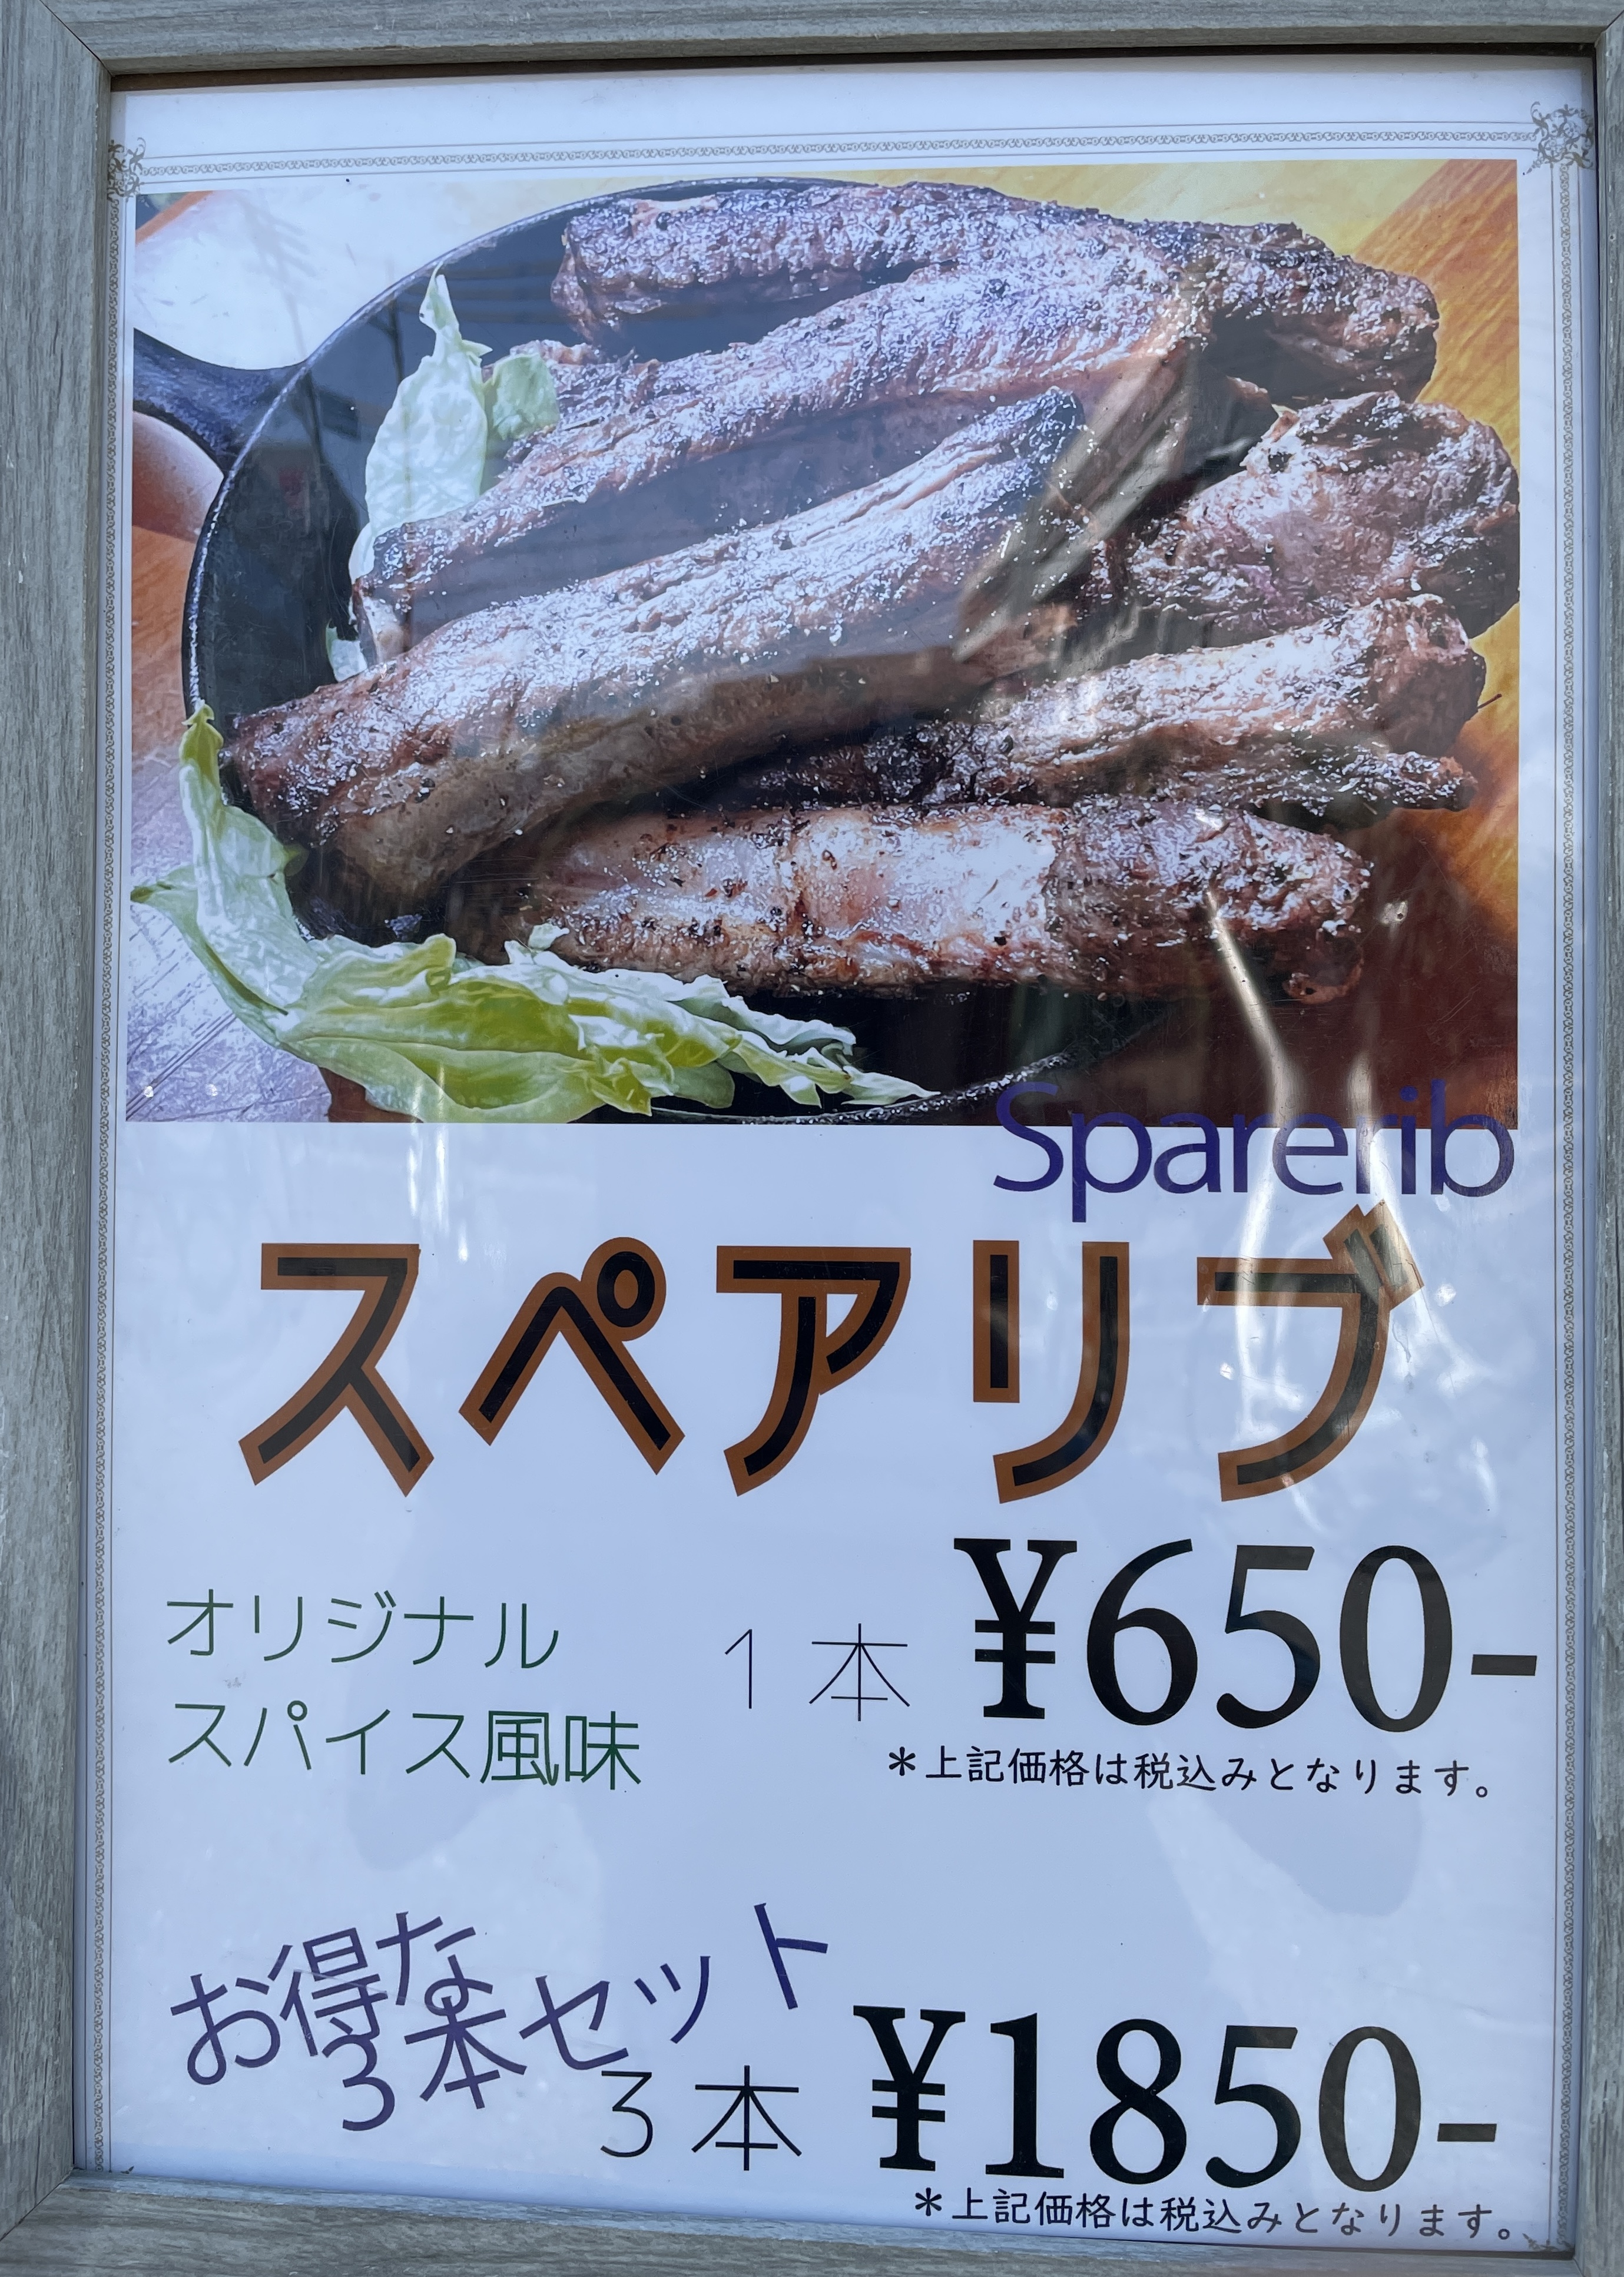 Sparerib
スペアリブ
オリジナル
スパイス風味
1本 ¥650-
＊上記価格は税込みとなります。
お得な
3本セット
3本 ¥1850-
＊上記価格は税込みとなります。